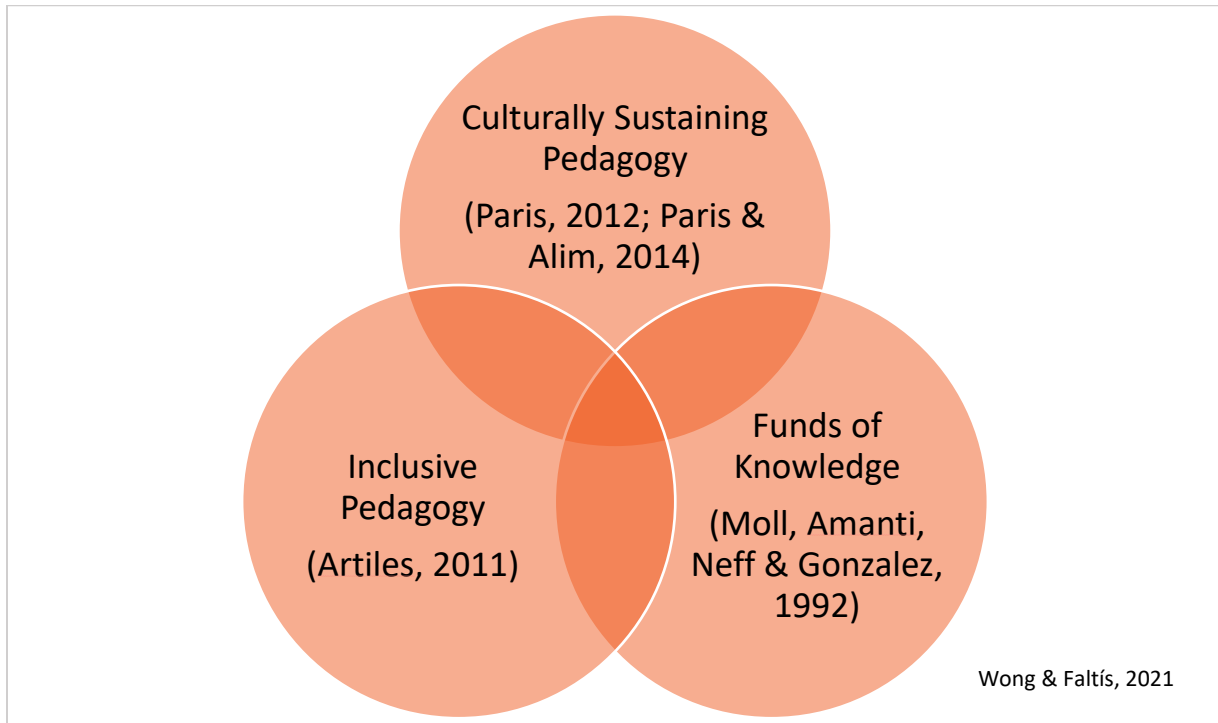 Culturally Sustaining
Pedagogy
(Paris, 2012; Paris &
Alim, 2014)
Inclusive
Pedagogy
(Artiles, 2011)
Funds of
Knowledge
(Moll, Amanti,
Neff & Gonzalez,
1992)
Wong & Faltís, 2021